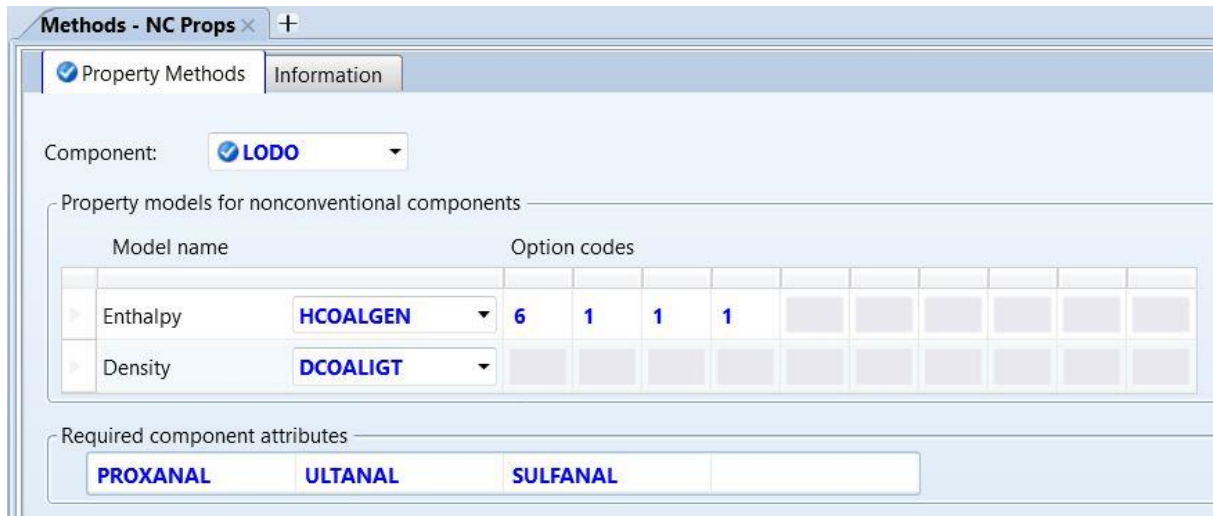 Methods - NC Props × +
Property Methods Information
Component: LODO
Property models for nonconventional components
Model name Option codes
Enthalpy HCOALGEN 6 1 1 1
Density DCOALIGT
Required component attributes
PROXANAL ULTANAL SULFANAL